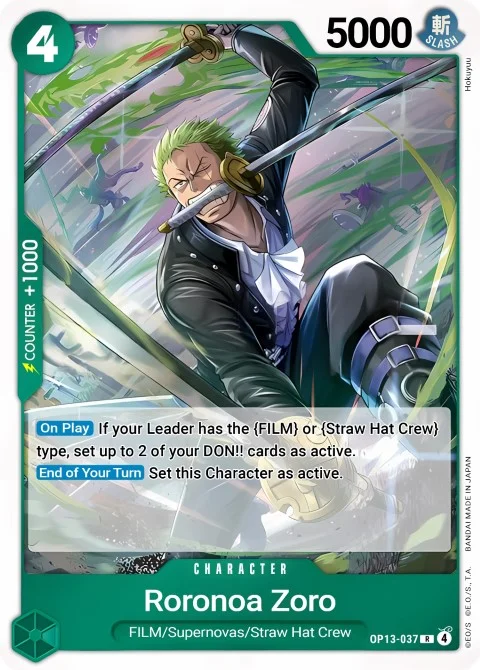 4
5000
斬
SLASH
Hokuyuu
COUNTER +1000
On Play If your Leader has the {FILM} or {Straw Hat Crew}
type, set up to 2 of your DON!! cards as active.
End of Your Turn Set this Character as active.
CHARACTER
Roronoa Zoro
FILM/Supernovas/Straw Hat Crew
OP13-037 R 4
©E.O/S ©E.O./S., T.A. BANDAI MADE IN JAPAN